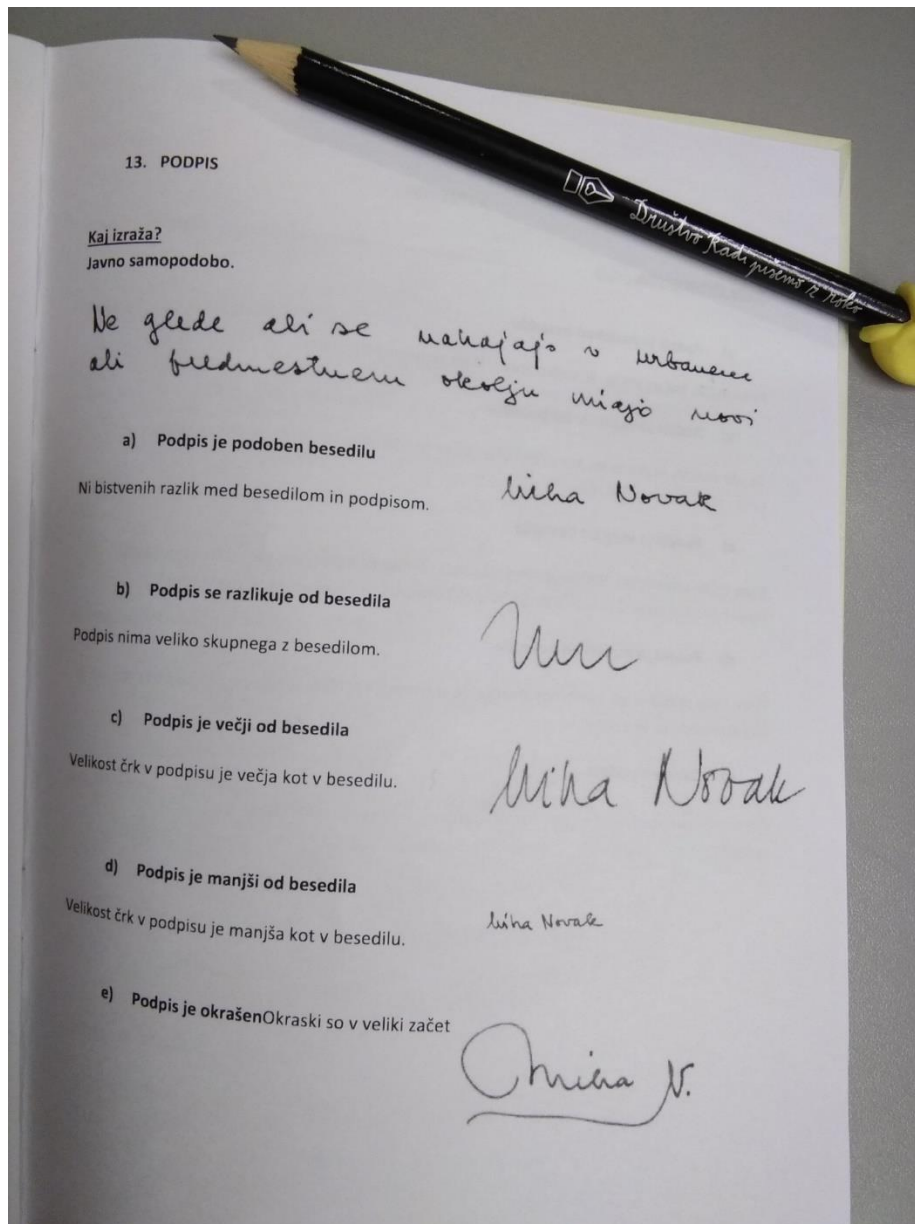 13. PODPIS
Društvo Radi pišemo z roko
Kaj izraža?
Javno samopodobo.
Ne glede ali se nahajajo v urbanem
ali predmestnem okolju imajo novi
a) Podpis je podoben besedilu
Ni bistvenih razlik med besedilom in podpisom.
Miha Novak
b) Podpis se razlikuje od besedila
Podpis nima veliko skupnega z besedilom.
c) Podpis je večji od besedila
Velikost črk v podpisu je večja kot v besedilu.
Miha Novak
d) Podpis je manjši od besedila
Velikost črk v podpisu je manjša kot v besedilu.
Miha Novak
e) Podpis je okrašenOkraski so v veliki začet
Miha N.